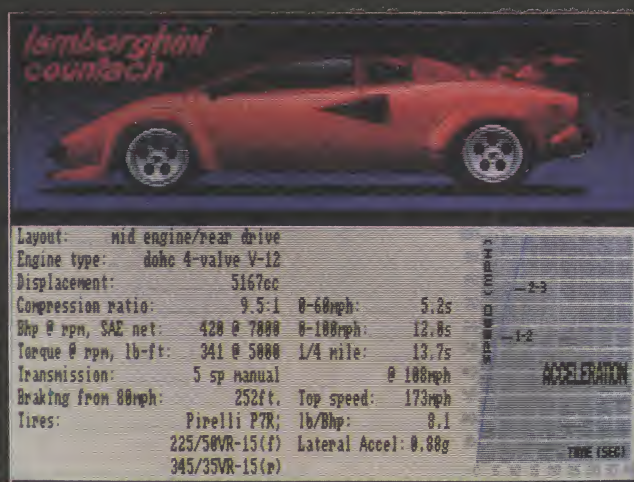 lamborghini
countach
Layout: mid engine/rear drive
Engine type: dohc 4-valve V-12
Displacement: 5167cc
Compression ratio: 9.5:1 0-60mph: 5.2s
Bhp @ rpm, SAE net: 420 @ 7000 0-100mph: 12.0s
Torque @ rpm, lb-ft: 341 @ 5000 1/4 mile: 13.7s
Transmission: 5 sp manual @ 108mph
Braking from 80mph: 252ft. Top speed: 173mph
Tires: Pirelli P7R; lb/Bhp: 8.1
225/50VR-15(f) Lateral Accel: 0.88g
345/35VR-15(r)
SPEED (MPH)
2-3
1-2
ACCELERATION
TIME (SEC)